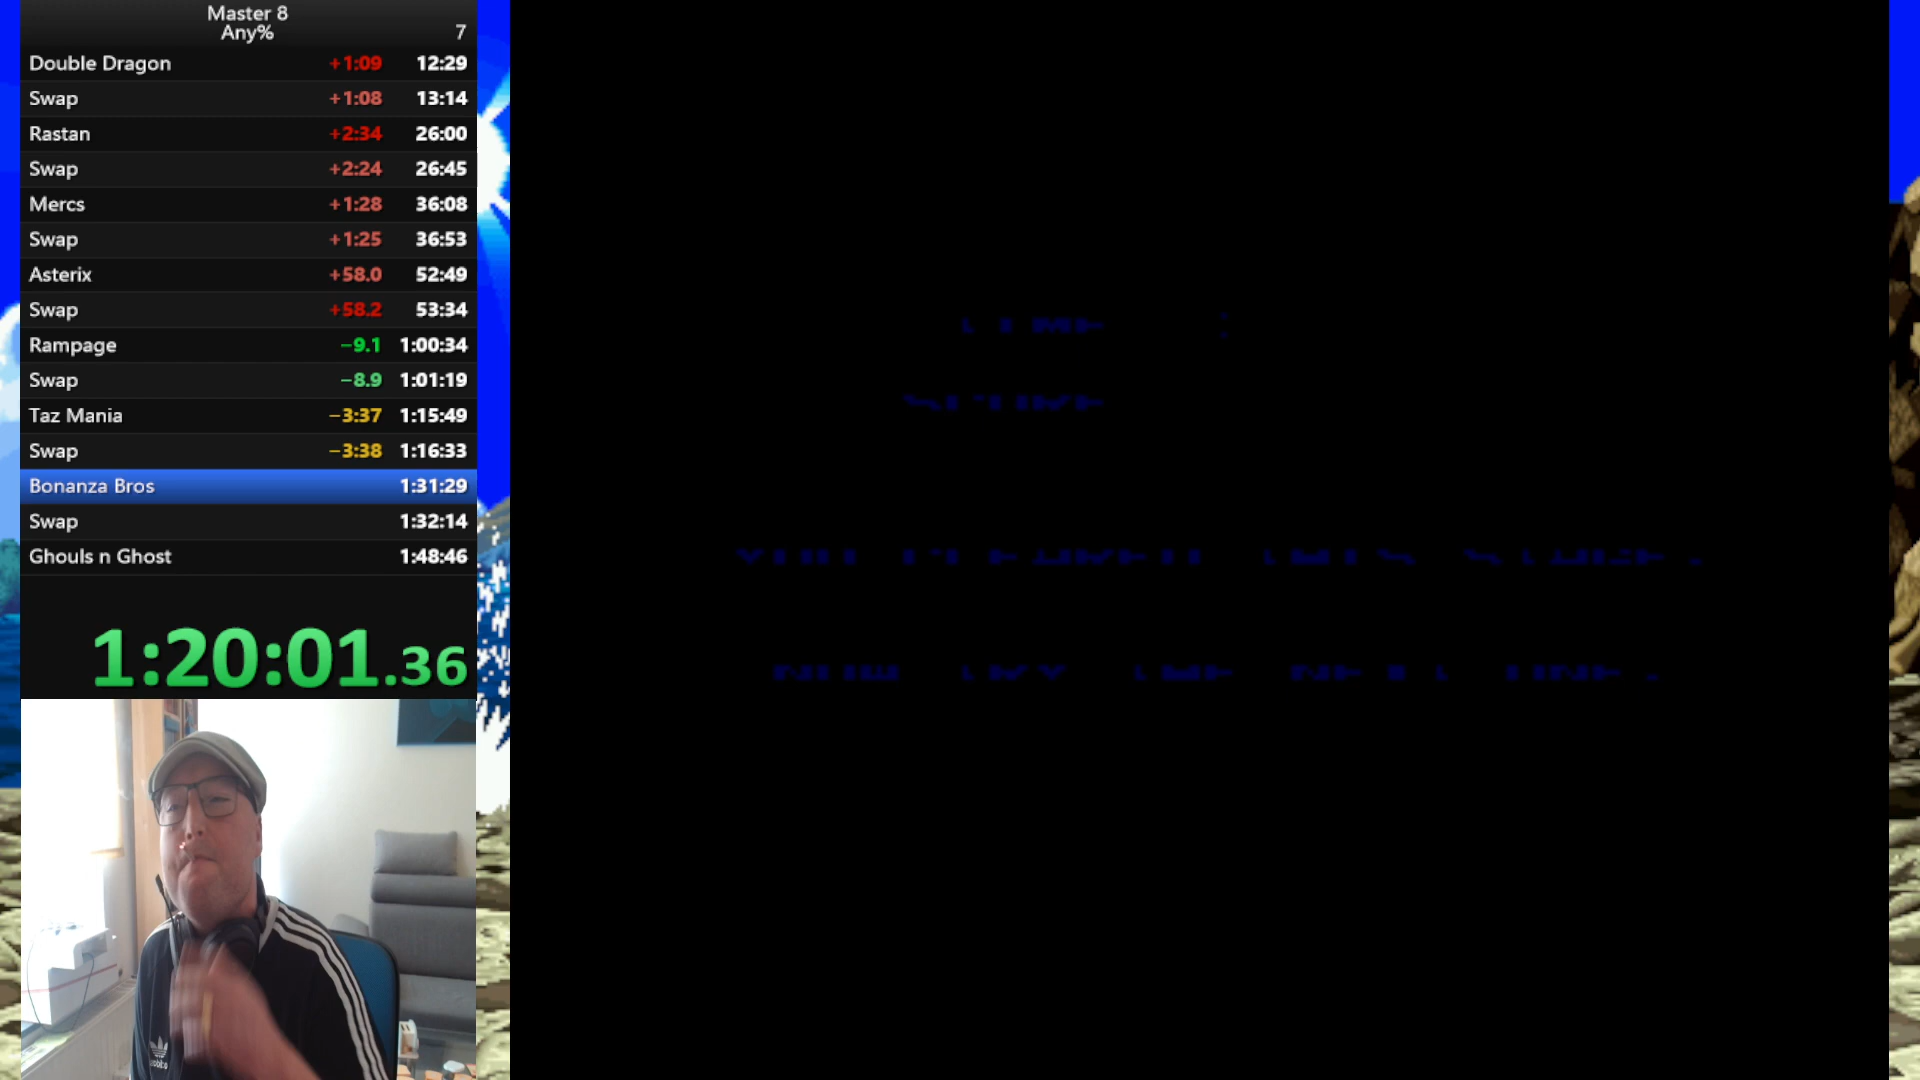 Master 8
Any%
7
Double Dragon +1:09 12:29
Swap +1:08 13:14
Rastan +2:34 26:00
Swap +2:24 26:45
Mercs +1:28 36:08
Swap +1:25 36:53
Asterix +58.0 52:49
Swap +58.2 53:34
Rampage −9.1 1:00:34
Swap −8.9 1:01:19
Taz Mania −3:37 1:15:49
Swap −3:38 1:16:33
Bonanza Bros 1:31:29
Swap 1:32:14
Ghouls n Ghost 1:48:46
1:20:01.36